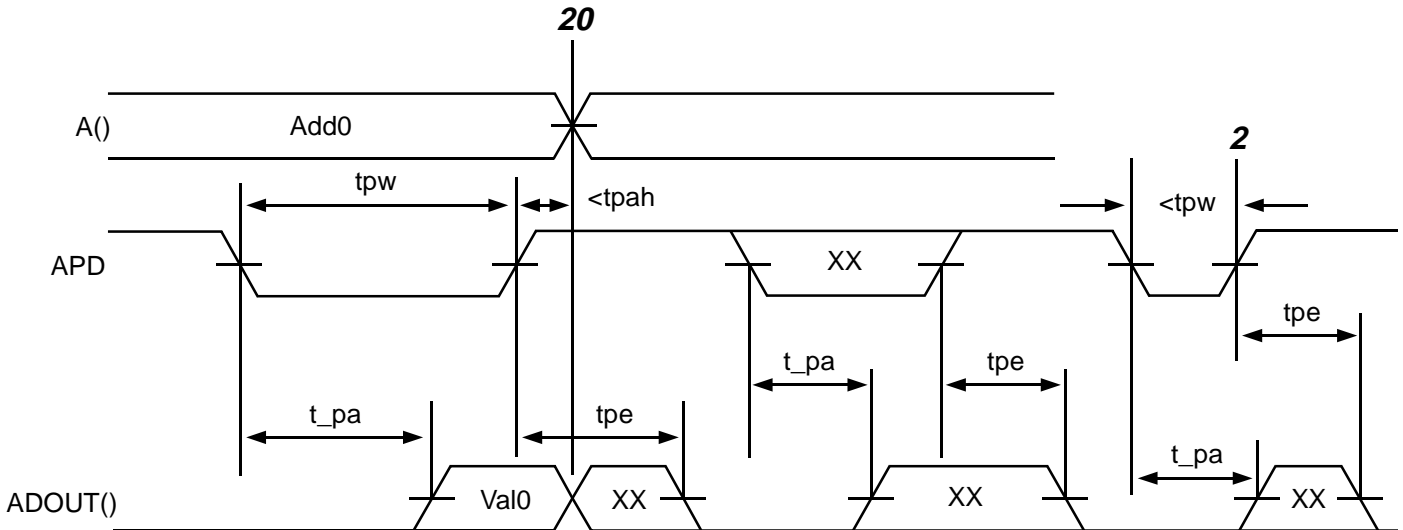 20
A()
Add0
2
tpw
<tpah
<tpw
APD
XX
tpe
t_pa
tpe
t_pa
tpe
t_pa
ADOUT()
Val0
XX
XX
XX